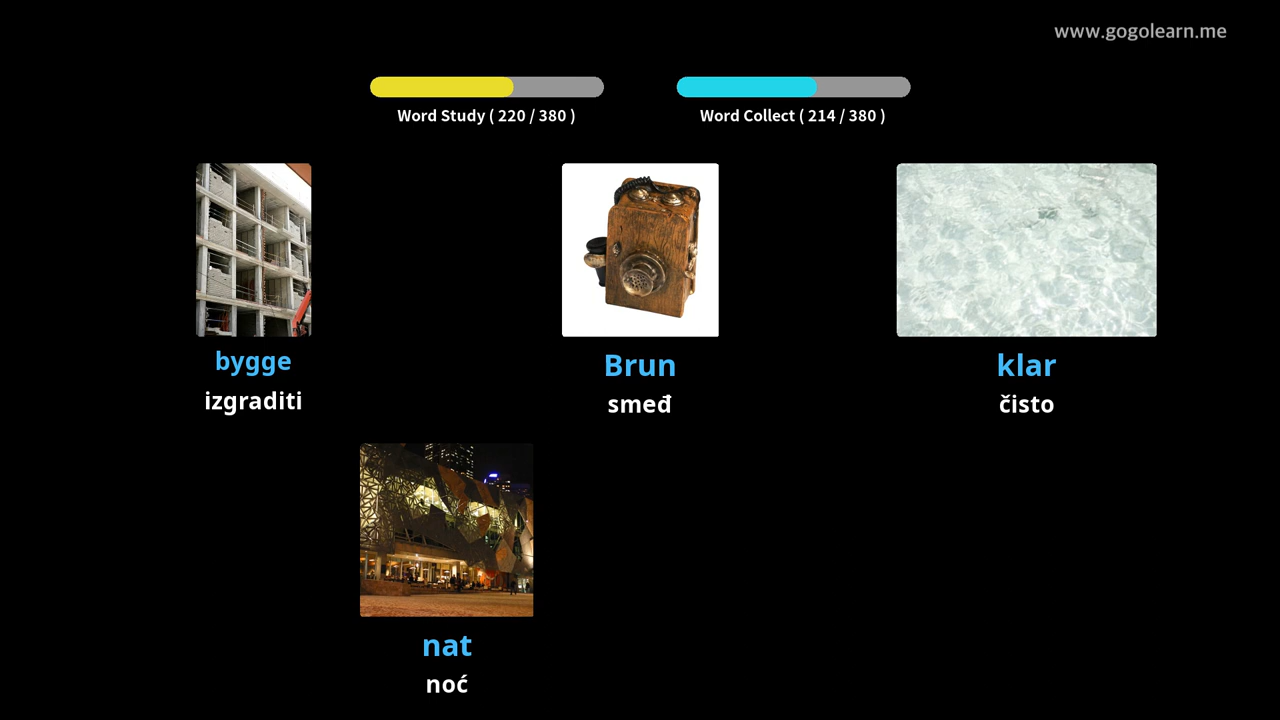 www.gogolearn.me
Word Study ( 220 / 380 )
Word Collect ( 214 / 380 )
bygge
izgraditi
Brun
smeđ
klar
čisto
nat
noć